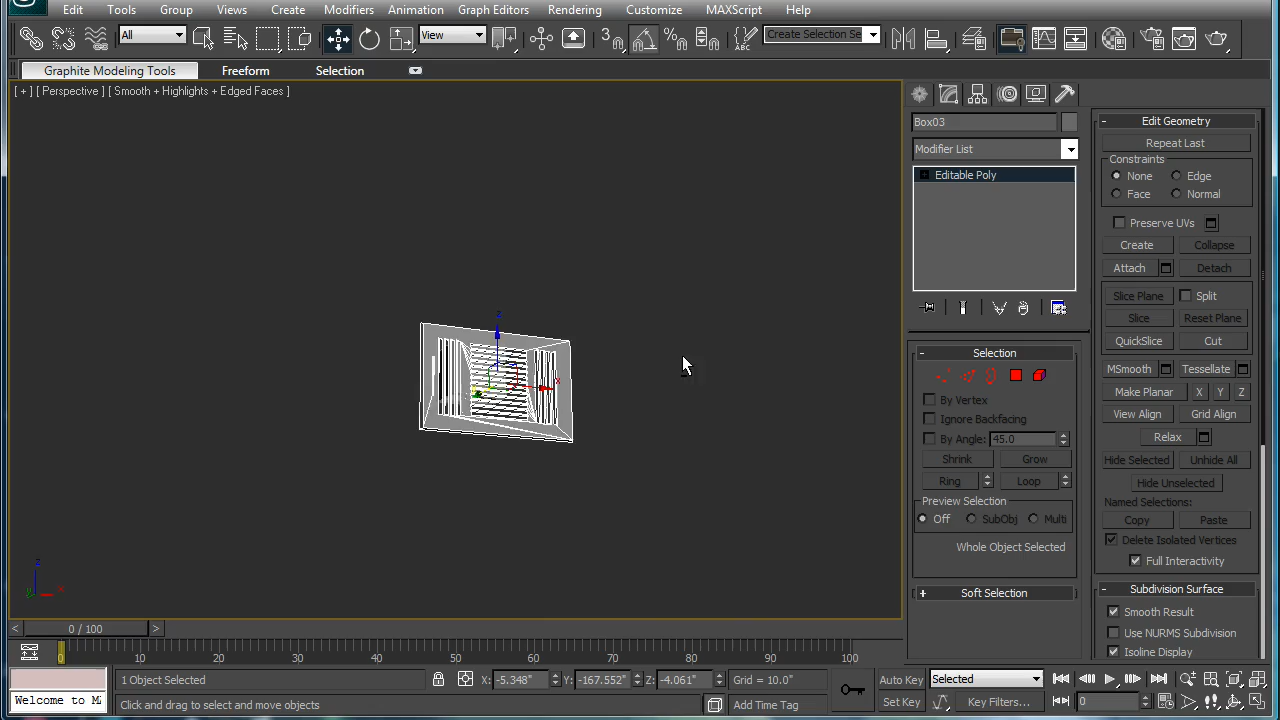 Edit Tools Group Views Create Modifiers Animation Graph Editors Rendering Customize MAXScript Help
All View 3 Create Selection Se
Graphite Modeling Tools Freeform Selection
[ + ] [ Perspective ] [ Smooth + Highlights + Edged Faces ]
z
x
z
x
y
Box03
Modifier List
Editable Poly
Selection
By Vertex
Ignore Backfacing
By Angle: 45.0
Shrink Grow
Ring Loop
Preview Selection
Off SubObj Multi
Whole Object Selected
Soft Selection
Edit Geometry
Repeat Last
Constraints
None Edge
Face Normal
Preserve UVs
Create Collapse
Attach Detach
Slice Plane Split
Slice Reset Plane
QuickSlice Cut
MSmooth Tessellate
Make Planar X Y Z
View Align Grid Align
Relax
Hide Selected Unhide All
Hide Unselected
Named Selections:
Copy Paste
Delete Isolated Vertices
Full Interactivity
Subdivision Surface
Smooth Result
Use NURMS Subdivision
Isoline Display
< 0 / 100 >
0 10 20 30 40 50 60 70 80 90 100
1 Object Selected X: -5.348" Y: -167.552" Z: -4.061" Grid = 10.0" Auto Key Selected
Welcome to M Click and drag to select and move objects Add Time Tag Set Key Key Filters... 0